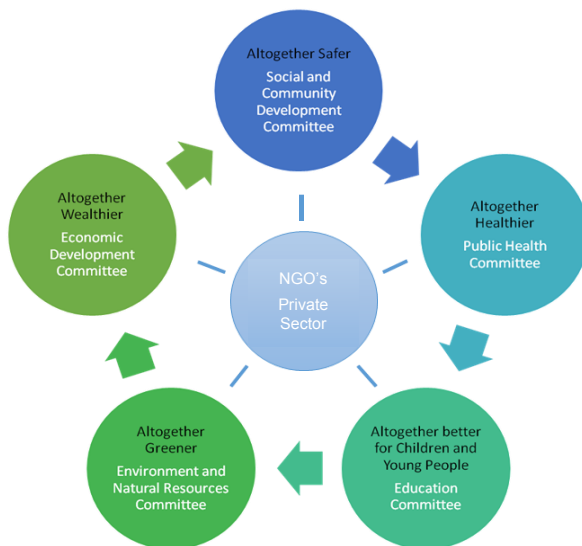 Altogether Safer
Social and
Community
Development
Committee
Altogether
Healthier
Public Health
Committee
Altogether better
for Children and
Young People
Education
Committee
Altogether
Greener
Environment and
Natural Resources
Committee
Altogether
Wealthier
Economic
Development
Committee
NGO's
Private
Sector